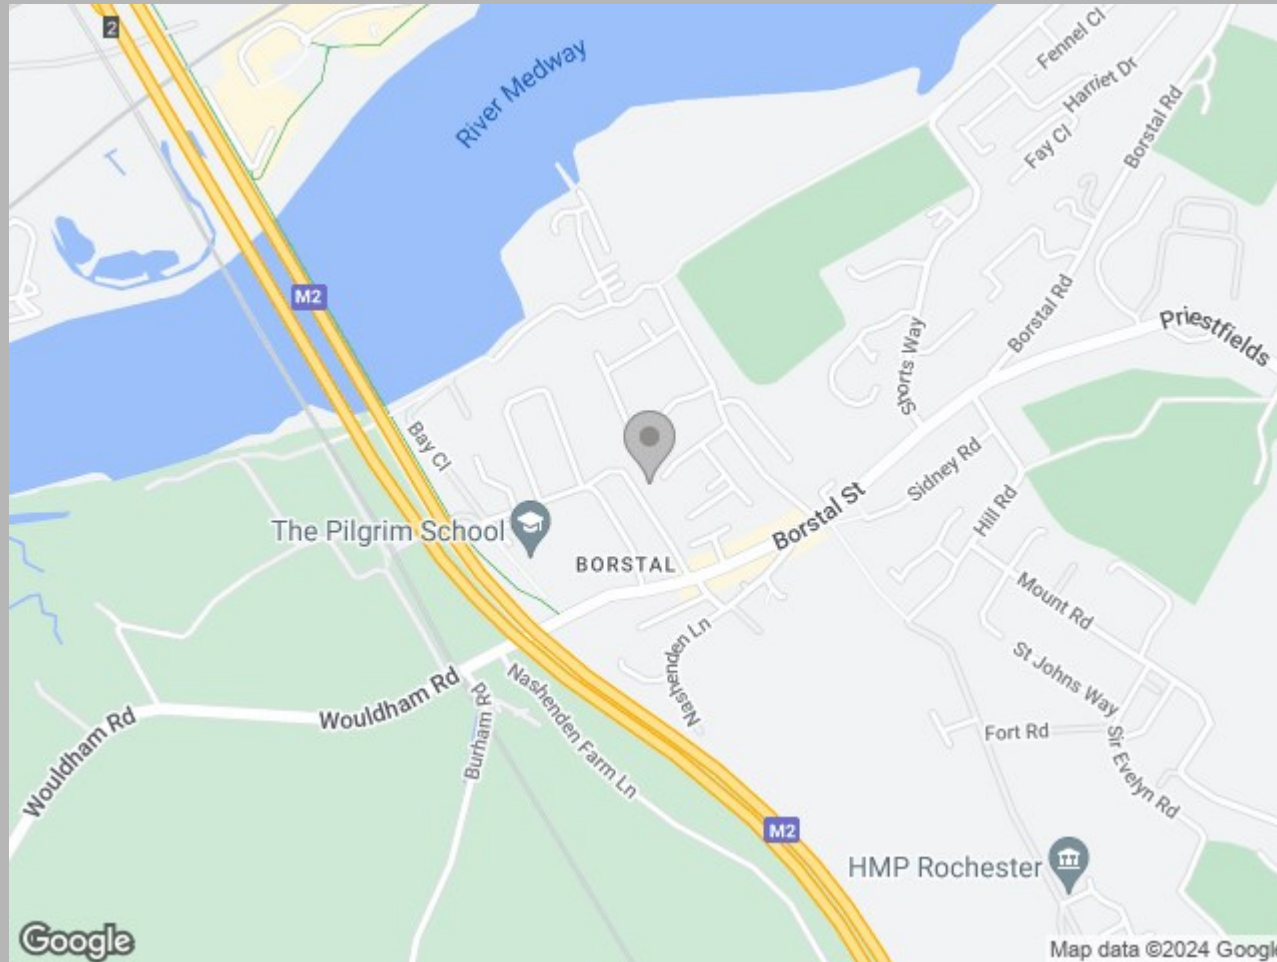 2
River Medway
Fennel Cl
Harriet Dr
Fay Cl
Borstal Rd
M2
Borstal Rd
Priestfields
Sports Way
Bay Cl
Sidney Rd
Borstal St
Hill Rd
The Pilgrim School
BORSTAL
Mount Rd
Nashenden Ln
St Johns Way
Wouldham Rd
Nashenden Farm Ln
Burham Rd
Wouldham Rd
Fort Rd
Sir Evelyn Rd
M2
HMP Rochester
Google
Map data ©2024 Google